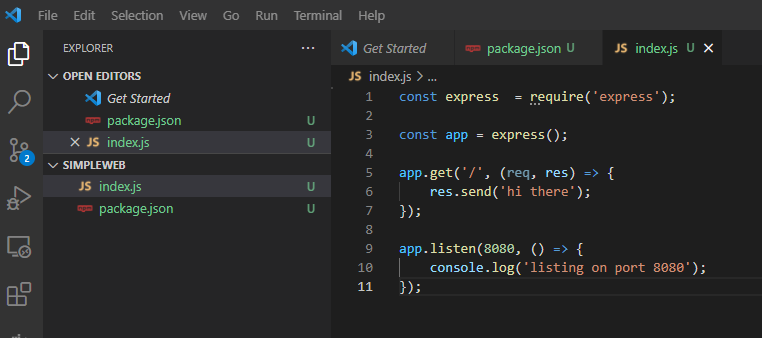 File Edit Selection View Go Run Terminal Help
EXPLORER ...
Get Started package.json U JS index.js U
OPEN EDITORS
Get Started
package.json U
JS index.js U
SIMPLEWEB
JS index.js U
package.json U
2
JS index.js > ...
1 const express  = require('express');
2
3 const app = express();
4
5 app.get('/', (req, res) => {
6     res.send('hi there');
7 });
8
9 app.listen(8080, () => {
10     console.log('listing on port 8080');
11 });